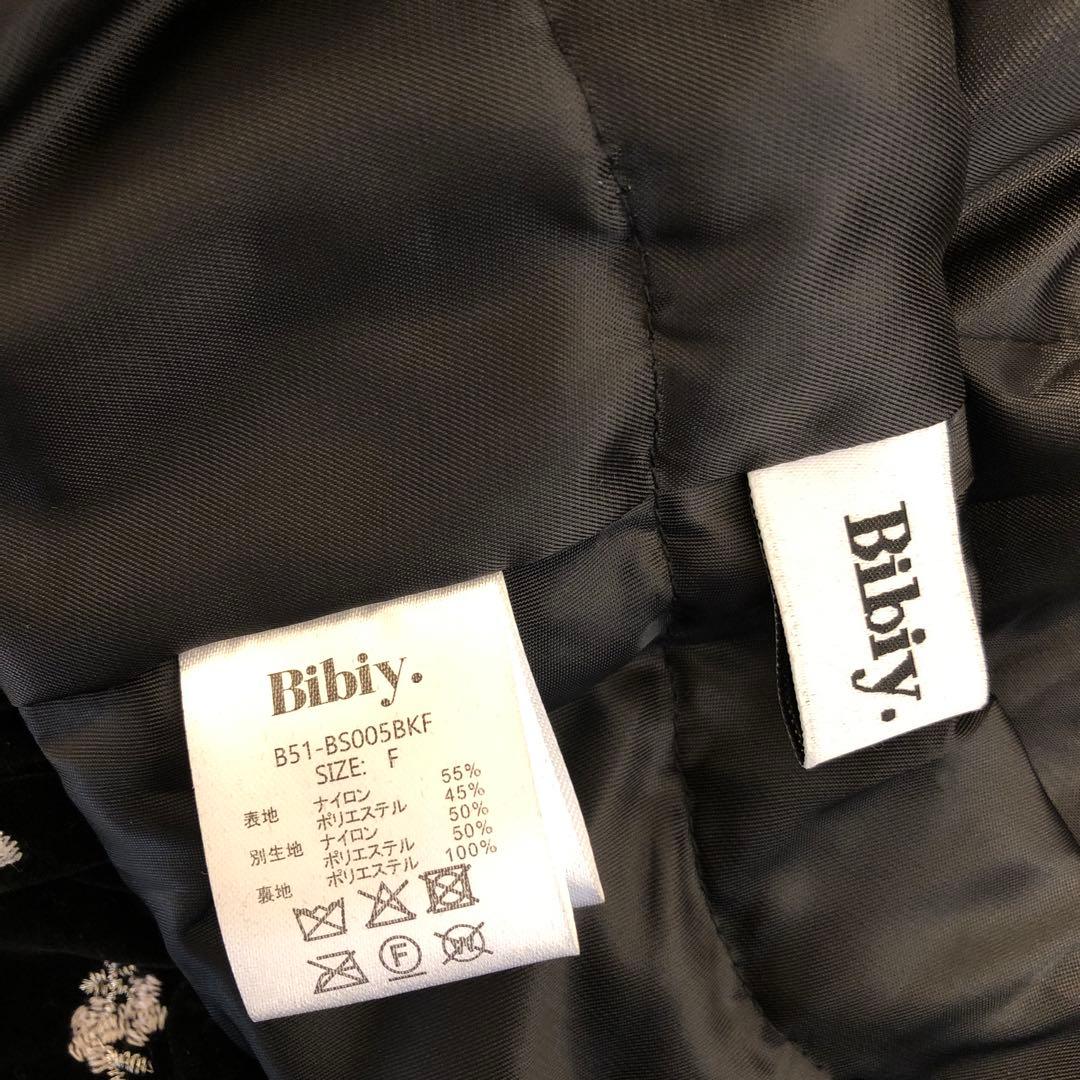 Bibiy.
B51-BS005BKF
SIZE: F
表地 ナイロン 55%
ポリエステル 45%
別生地 ナイロン 50%
ポリエステル 50%
裏地 ポリエステル 100%
F
W
Bibiy.